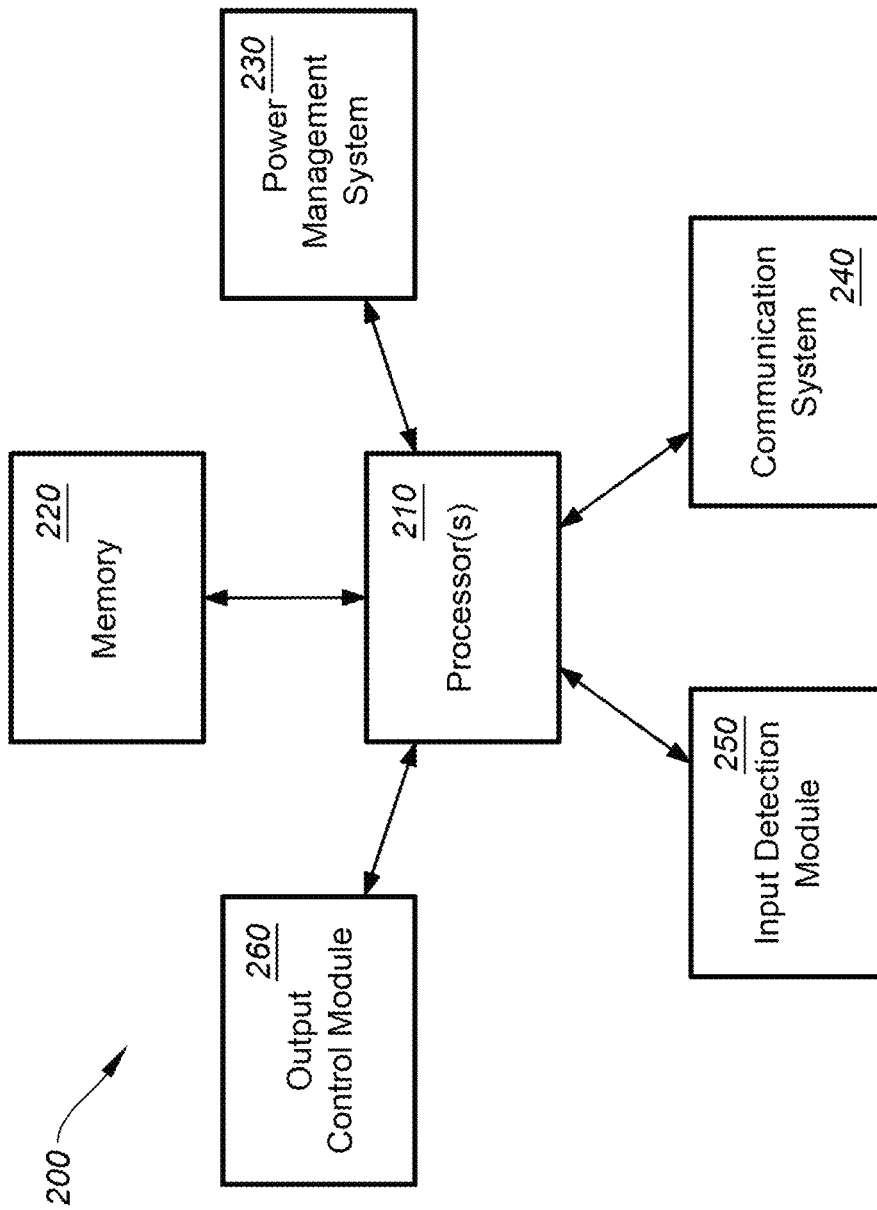 200
220
Memory
230
Power
Management
System
260
Output
Control Module
210
Processor(s)
250
Input Detection
Module
Communication
System
240